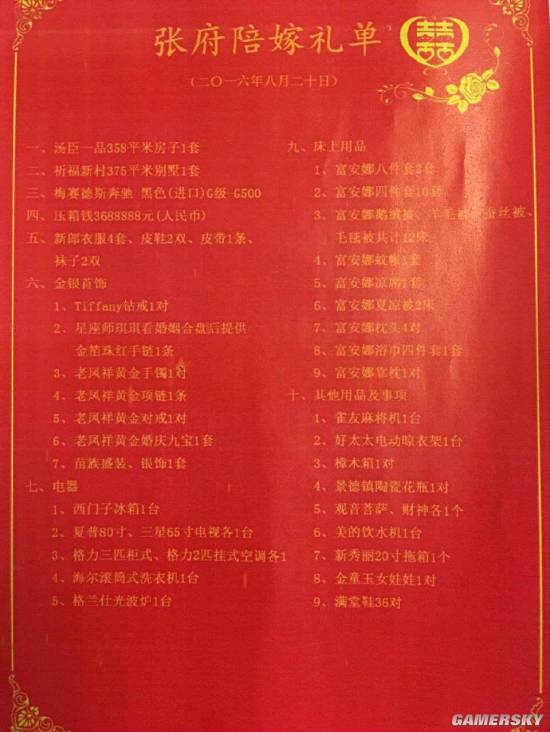 张府陪嫁礼单
囍
(二〇一六年八月二十日)
一、汤臣一品358平米房子1套
二、祈福新村375平米别墅1套
三、梅赛德斯奔驰 黑色(进口)G级-G500
四、压箱钱3688888元(人民币)
五、新郎衣服4套、皮鞋2双、皮带1条、
袜子2双
六、金银首饰
1、Tiffany钻戒1对
2、星座师琪琪看婚姻合盘后提供
金箔珠红手链1条
3、老凤祥黄金手镯1对
4、老凤祥黄金项链1条
5、老凤祥黄金对戒1对
6、老凤祥黄金婚庆九宝1套
7、苗族盛装、银饰1套
七、电器
1、西门子冰箱1台
2、夏普80寸、三星65寸电视各1台
3、格力三匹柜式、格力2匹挂式空调各1
4、海尔滚筒式洗衣机1台
5、格兰仕光波炉1台
九、床上用品
1、富安娜八件套2套
2、富安娜四件套10套
3、富安娜鹅绒被、羊毛被、蚕丝被、
毛毯被共计12床
4、富安娜蚊帐1套
5、富安娜凉席1套
6、富安娜夏凉被2床
7、富安娜枕头4对
8、富安娜浴巾四件套1套
9、富安娜靠枕1对
十、其他用品及事项
1、雀友麻将机1台
2、好太太电动晾衣架1台
3、樟木箱1对
4、景德镇陶瓷花瓶1对
5、观音菩萨、财神各1个
6、美的饮水机1台
7、新秀丽20寸拖箱1个
8、金童玉女娃娃1对
9、满堂鞋36对
GAMERSKY